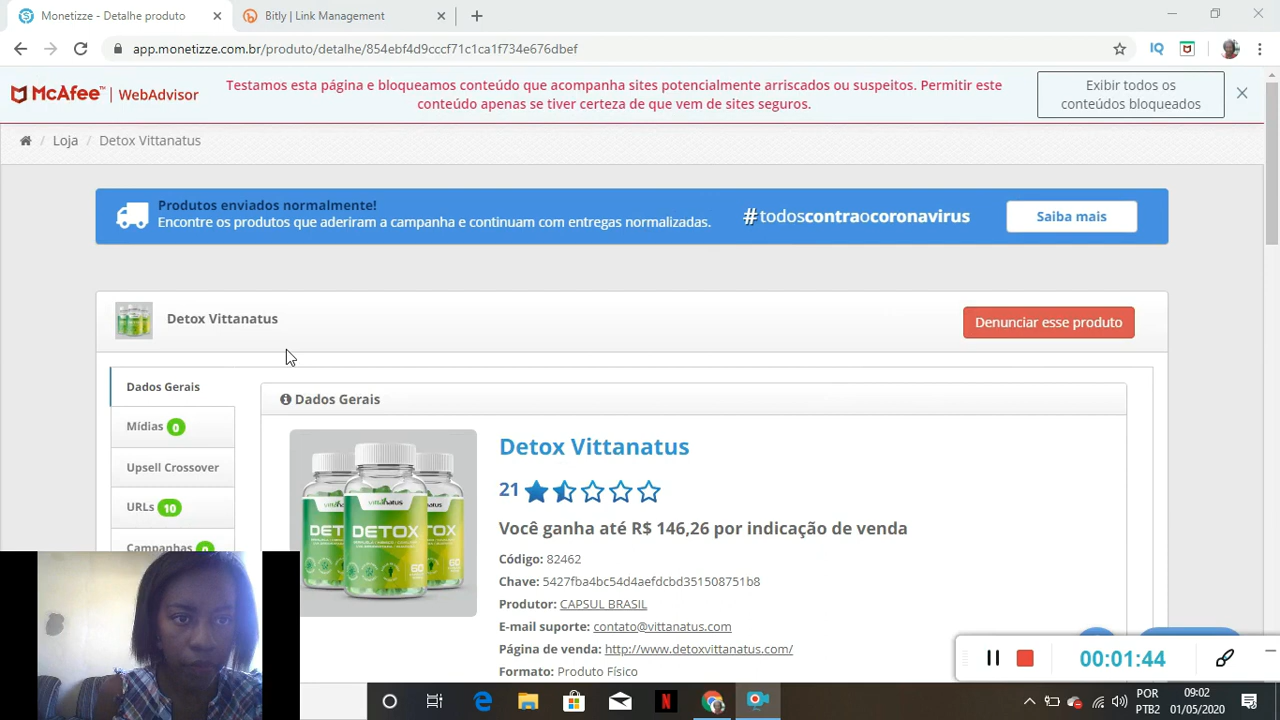 Monetizze - Detalhe produto
Bitly | Link Management
app.monetizze.com.br/produto/detalhe/854ebf4d9cccf71c1ca1f734e676dbef
IQ
McAfee™ | WebAdvisor
Testamos esta página e bloqueamos conteúdo que acompanha sites potencialmente arriscados ou suspeitos. Permitir este
conteúdo apenas se tiver certeza de que vem de sites seguros.
Exibir todos os
conteúdos bloqueados
/ Loja / Detox Vittanatus
Produtos enviados normalmente!
Encontre os produtos que aderiram a campanha e continuam com entregas normalizadas.
#todoscontraocoronavirus
Saiba mais
Detox Vittanatus
Denunciar esse produto
Dados Gerais
Mídias 0
Upsell Crossover
URLs 10
Campanhas 0
Dados Gerais
vittanatus
DETOX
Detox Vittanatus
21
Você ganha até R$ 146,26 por indicação de venda
Código: 82462
Chave: 5427fba4bc54d4aefdcbd351508751b8
Produtor: CAPSUL BRASIL
E-mail suporte: contato@vittanatus.com
Página de venda: http://www.detoxvittanatus.com/
Formato: Produto Físico
00:01:44
POR
PTB2
09:02
01/05/2020